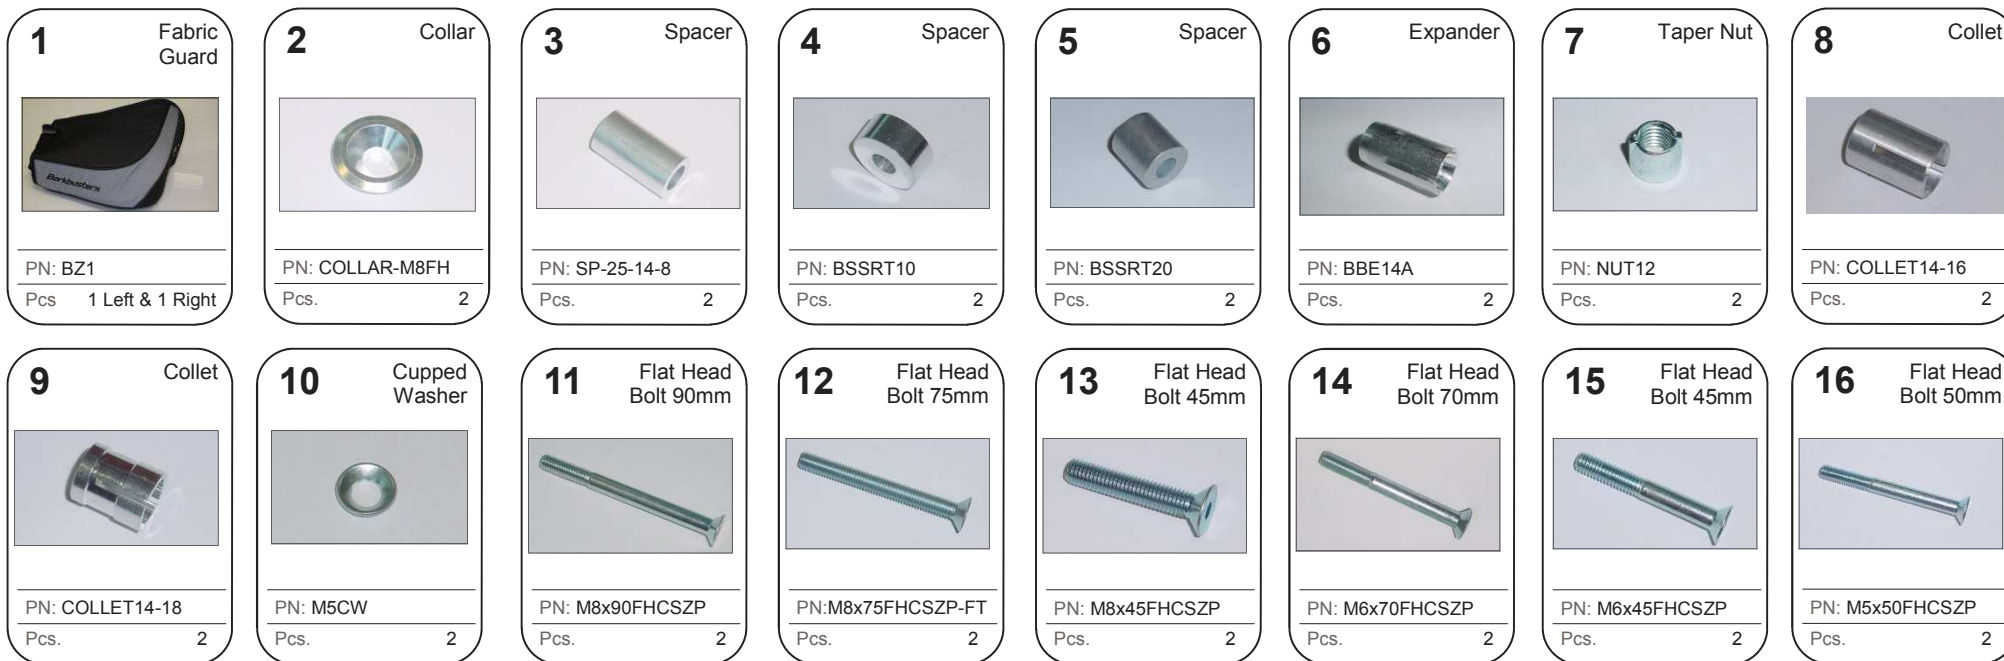 1 Fabric
Guard
Barkbusters
PN: BZ1
Pcs 1 Left & 1 Right
2 Collar
PN: COLLAR-M8FH
Pcs. 2
3 Spacer
PN: SP-25-14-8
Pcs. 2
4 Spacer
PN: BSSRT10
Pcs. 2
5 Spacer
PN: BSSRT20
Pcs. 2
6 Expander
PN: BBE14A
Pcs. 2
7 Taper Nut
PN: NUT12
Pcs. 2
8 Collet
PN: COLLET14-16
Pcs. 2
9 Collet
PN: COLLET14-18
Pcs. 2
10 Cupped
Washer
PN: M5CW
Pcs. 2
11 Flat Head
Bolt 90mm
PN: M8x90FHCSZP
Pcs. 2
12 Flat Head
Bolt 75mm
PN:M8x75FHCSZP-FT
Pcs. 2
13 Flat Head
Bolt 45mm
PN: M8x45FHCSZP
Pcs. 2
14 Flat Head
Bolt 70mm
PN: M6x70FHCSZP
Pcs. 2
15 Flat Head
Bolt 45mm
PN: M6x45FHCSZP
Pcs. 2
16 Flat Head
Bolt 50mm
PN: M5x50FHCSZP
Pcs. 2